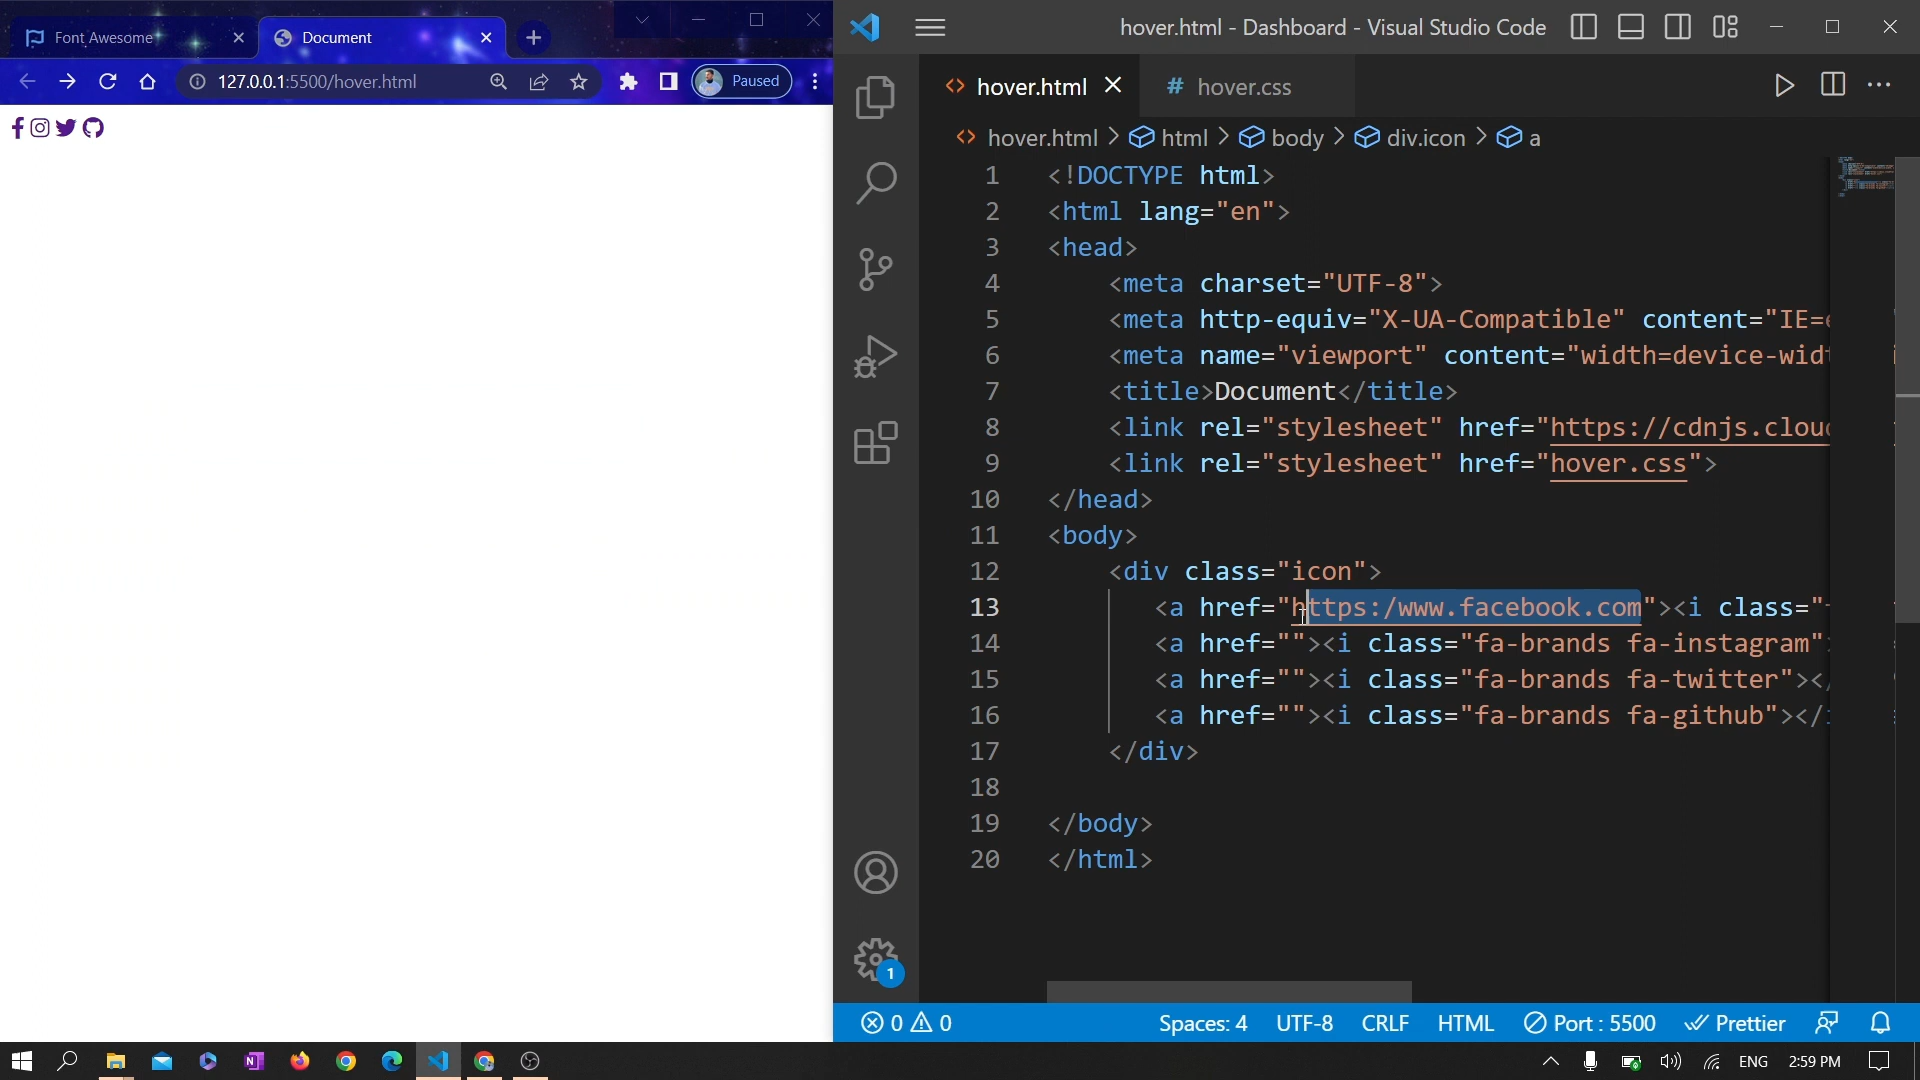 Font Awesome
Document
127.0.0.1:5500/hover.html
Paused
hover.html - Dashboard - Visual Studio Code
hover.html
# hover.css
hover.html > html > body > div.icon > a
1 <!DOCTYPE html>
2 <html lang="en">
3 <head>
4 <meta charset="UTF-8">
5 <meta http-equiv="X-UA-Compatible" content="IE=
6 <meta name="viewport" content="width=device-widt
7 <title>Document</title>
8 <link rel="stylesheet" href="https://cdnjs.clou
9 <link rel="stylesheet" href="hover.css">
10 </head>
11 <body>
12 <div class="icon">
13 <a href="https:/www.facebook.com"><i class="
14 <a href=""><i class="fa-brands fa-instagram"
15 <a href=""><i class="fa-brands fa-twitter"></
16 <a href=""><i class="fa-brands fa-github"></i
17 </div>
18
19 </body>
20 </html>
1
0 0 Spaces: 4 UTF-8 CRLF HTML Port : 5500 Prettier
ENG 2:59 PM